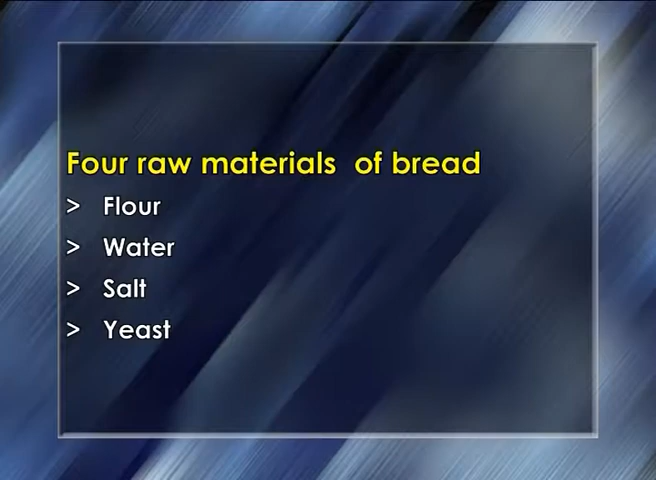 Four raw materials of bread
> Flour
> Water
> Salt
> Yeast